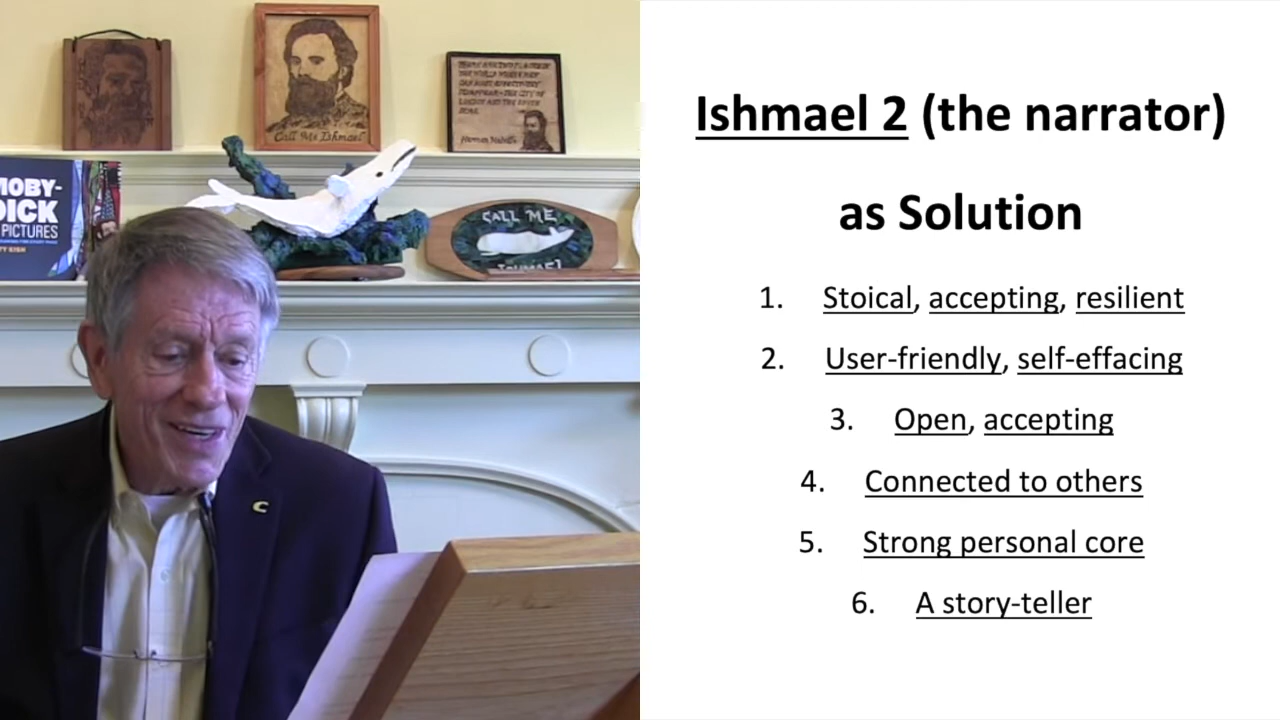 Call Me Ishmael
MOBY-
DICK
PICTURES
CALL ME
ISHMAEL
Ishmael 2 (the narrator)
as Solution
1. Stoical, accepting, resilient
2. User-friendly, self-effacing
3. Open, accepting
4. Connected to others
5. Strong personal core
6. A story-teller
C